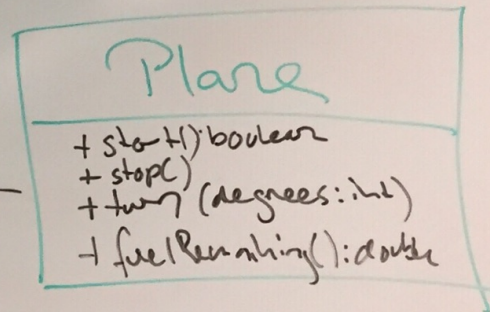 Plane
+ start():boolean
+ stop()
+ turn (degrees:int)
+ fuelRemaining():double